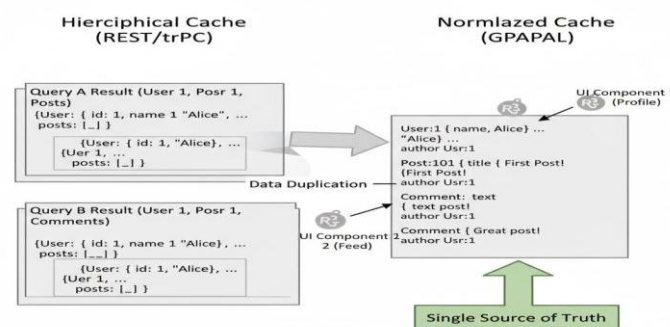 Hierciphical Cache
(REST/trPC)
Normlazed Cache
(GPAPAL)
Query A Result (User 1, Posr 1,
Posts)
{User: { id: 1, name 1 "Alice", ...
posts: [_] }
{User: { id: 1, "Alice}, ...
{Uer 1, ...
posts: [_] }
Query B Result (User 1, Posr 1,
Comments)
{User: { id: 1, name 1 "Alice}, ...
posts: [__] }
{User: { id: 1, "Alice}, ...
{Uer 1, ...
posts: [_] }
Data Duplication
UI Component 2
2 (Feed)
UI Component
(Profile)
User:1 { name, Alice} ...
"Alice} ...
author Usr:1
Post:101 { title { First Post!
(First Post!
author Usr:1
Comment: text
{ text post!
author Usr:1
Comment { Great post!
author Usr:1
Single Source of Truth